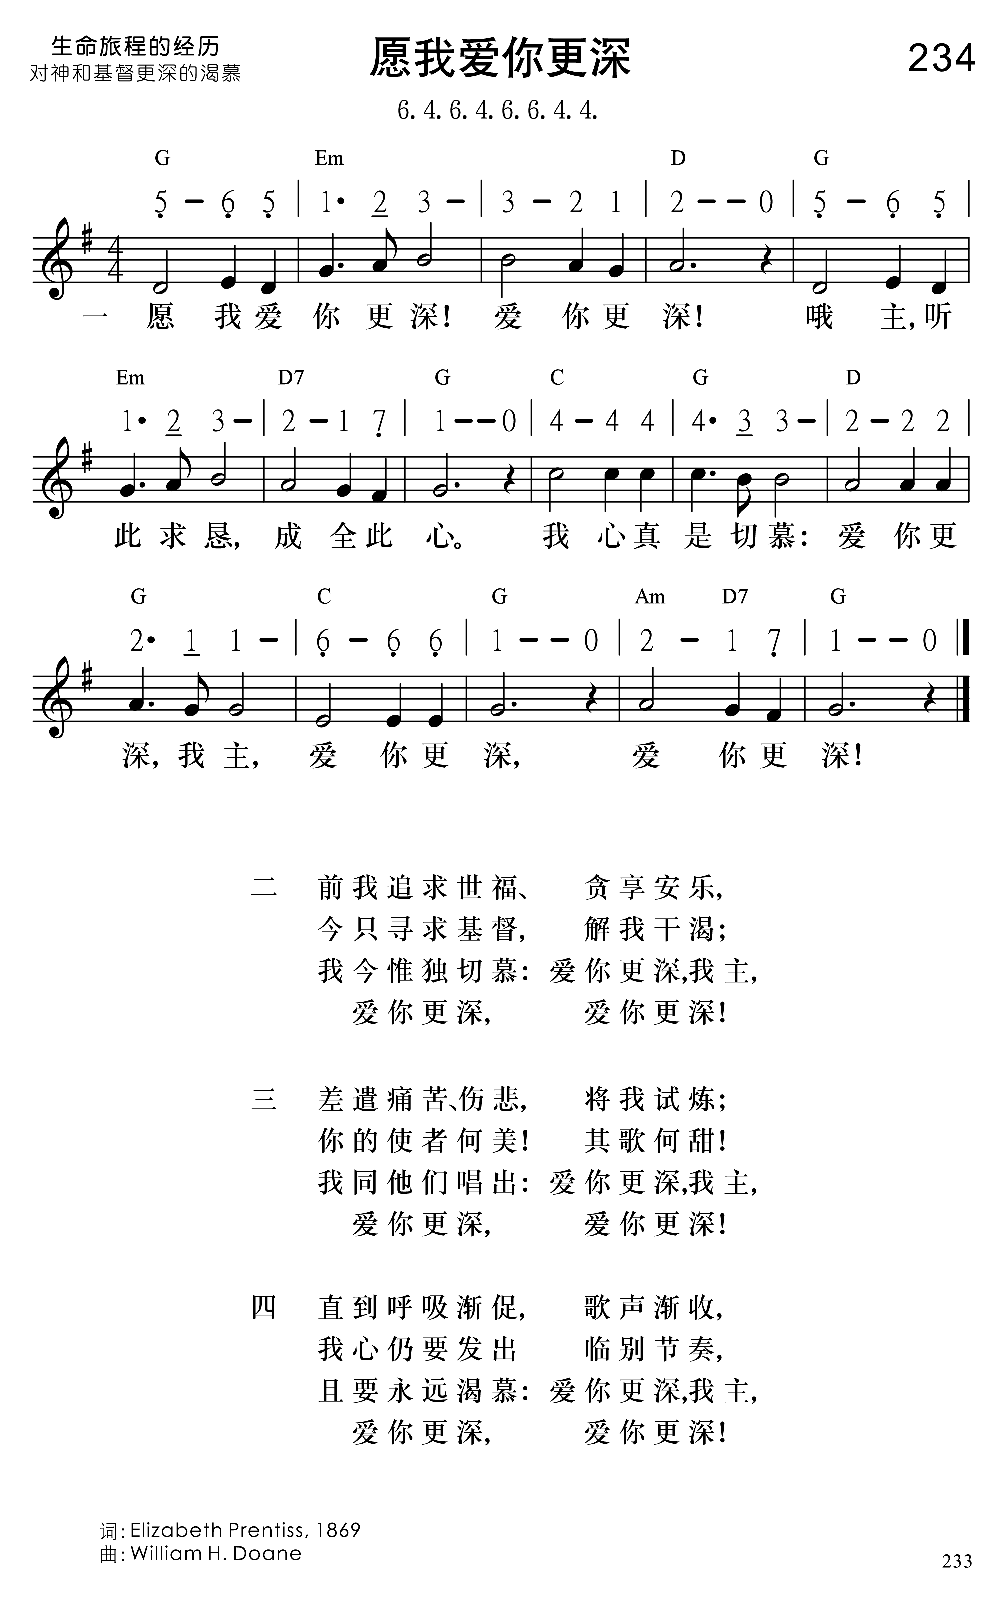 生命旅程的经历
对神和基督更深的渴慕
愿我爱你更深
234
6.4.6.4.6.6.4.4.
G Em D G
5 - 6 5 | 1· 2 3 - | 3 - 2 1 | 2 - - 0 | 5 - 6 5 |
4
4
一 愿 我 爱 你 更 深！ 爱 你 更 深！ 哦 主，听
Em D7 G C G D
1· 2 3 - | 2 - 1 7 | 1 - - 0 | 4 - 4 4 | 4· 3 3 - | 2 - 2 2 |
此 求 恳， 成 全 此 心。 我 心 真 是 切 慕： 爱 你 更
G C G Am D7 G
2· 1 1 - | 6 - 6 6 | 1 - - 0 | 2 - 1 7 | 1 - - 0 ‖
深，我 主， 爱 你 更 深， 爱 你 更 深！
二 前我追求世福、 贪享安乐，
今只寻求基督， 解我干渴；
我今惟独切慕：爱你更深，我主，
爱你更深， 爱你更深！
三 差遣痛苦、伤悲， 将我试炼；
你的使者何美！ 其歌何甜！
我同他们唱出：爱你更深，我主，
爱你更深， 爱你更深！
四 直到呼吸渐促， 歌声渐收，
我心仍要发出 临别节奏，
且要永远渴慕：爱你更深，我主，
爱你更深， 爱你更深！
词：Elizabeth Prentiss, 1869
曲：William H. Doane
233